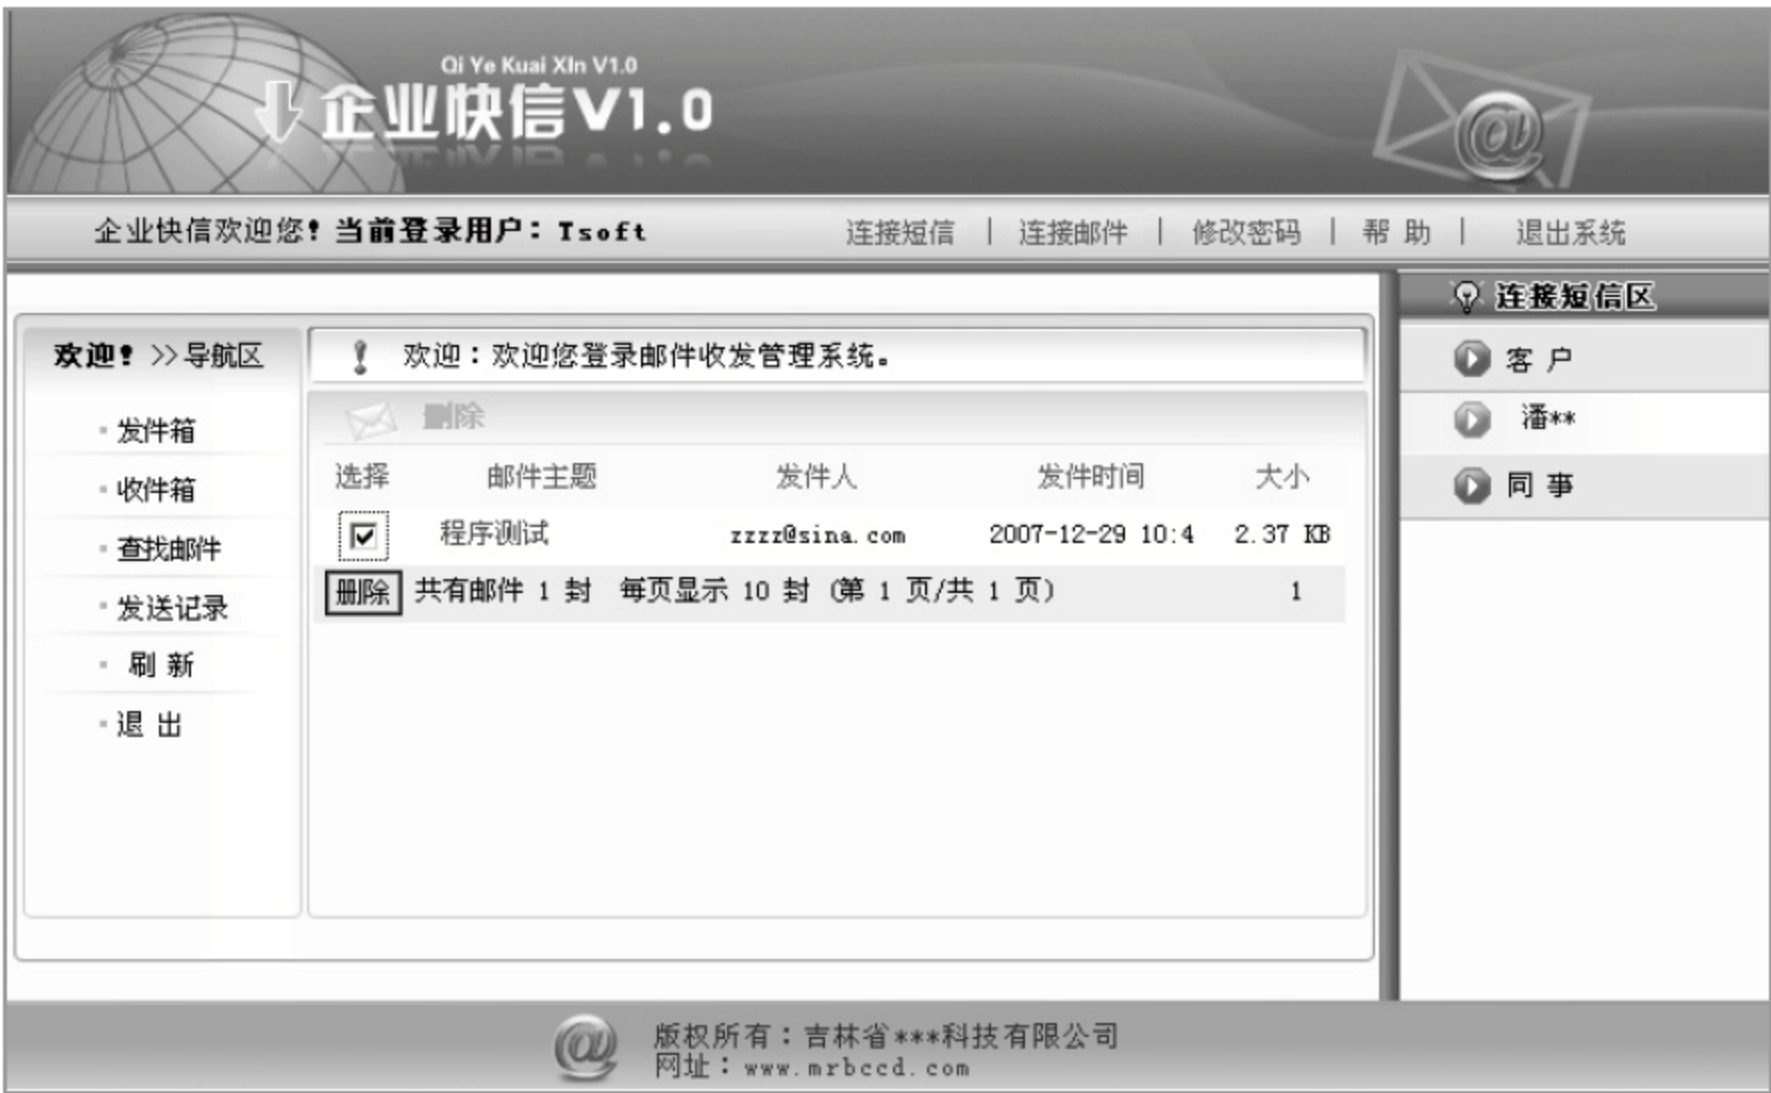 Qi Ye Kuai XIn V1.0
企业快信V1.0
企业快信欢迎您！当前登录用户：Tsoft
连接短信 | 连接邮件 | 修改密码 | 帮 助 | 退出系统
连接短信区
客 户
潘**
同 事
欢迎！ >>导航区
发件箱
收件箱
查找邮件
发送记录
刷 新
退 出
欢迎：欢迎您登录邮件收发管理系统。
删除
选择 邮件主题 发件人 发件时间 大小
程序测试 zzzz@sina.com 2007-12-29 10:4 2.37 KB
删除 共有邮件 1 封 每页显示 10 封 (第 1 页/共 1 页) 1
版权所有：吉林省***科技有限公司
网址：www.mrbccd.com